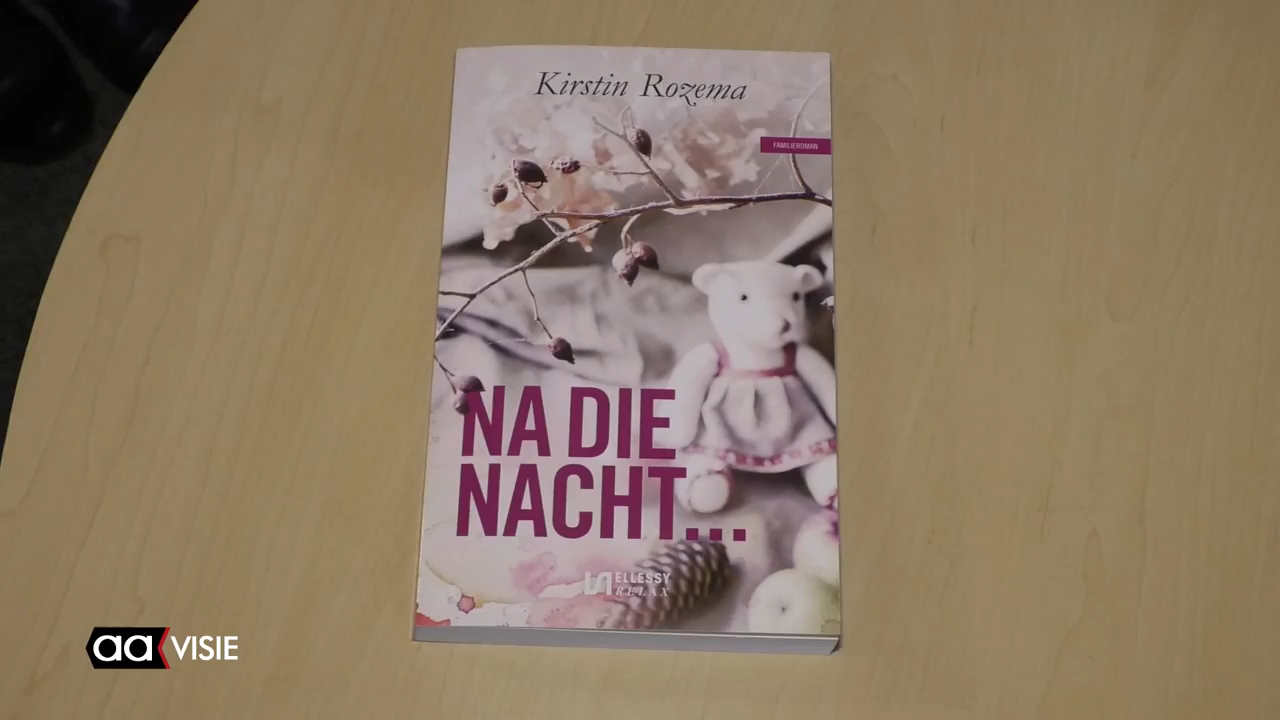 Kirstin Rozema
FAMILIEROMAN
NA DIE
NACHT...
ELLESSY
RELAX
aa VISIE